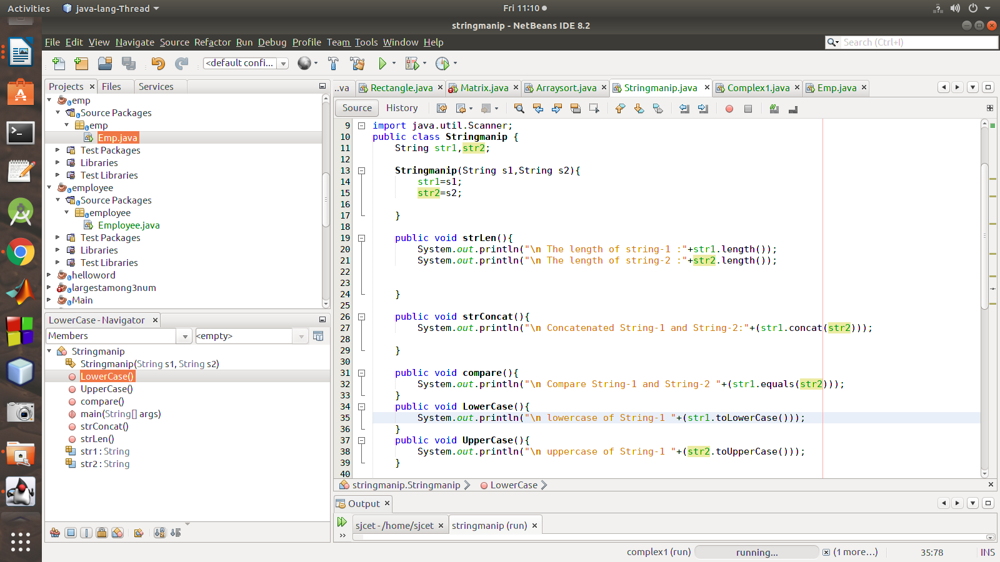 Activities java-lang-Thread Fri 11:10
stringmanip - NetBeans IDE 8.2
File Edit View Navigate Source Refactor Run Debug Profile Team Tools Window Help Search (Ctrl+I)
<default confi...
Projects Files Services
..va Rectangle.java Matrix.java Arraysort.java Stringmanip.java Complex1.java Emp.java
Source History
emp
Source Packages
emp
Emp.java
Test Packages
Libraries
Test Libraries
employee
Source Packages
employee
Employee.java
Test Packages
Libraries
Test Libraries
helloword
largestamong3num
Main
LowerCase - Navigator
Members <empty>
Stringmanip
Stringmanip(String s1, String s2)
LowerCase()
UpperCase()
compare()
main(String[] args)
strConcat()
strLen()
str1 : String
str2 : String
9 import java.util.Scanner;
10 public class Stringmanip {
11 String str1,str2;
12
13 Stringmanip(String s1,String s2){
14 str1=s1;
15 str2=s2;
16
17 }
18
19 public void strLen(){
20 System.out.println("\n The length of string-1 :"+str1.length());
21 System.out.println("\n The length of string-2 :"+str2.length());
22
23
24 }
25
26 public void strConcat(){
27 System.out.println("\n Concatenated String-1 and String-2:"+(str1.concat(str2)));
28
29 }
30
31 public void compare(){
32 System.out.println("\n Compare String-1 and String-2 "+(str1.equals(str2)));
33 }
34 public void LowerCase(){
35 System.out.println("\n lowercase of String-1 "+(str1.toLowerCase()));
36 }
37 public void UpperCase(){
38 System.out.println("\n uppercase of String-1 "+(str2.toUpperCase()));
39 }
40
stringmanip.Stringmanip LowerCase
Output
sjcet - /home/sjcet stringmanip (run)
complex1 (run) running... (1 more...) 35:78 INS